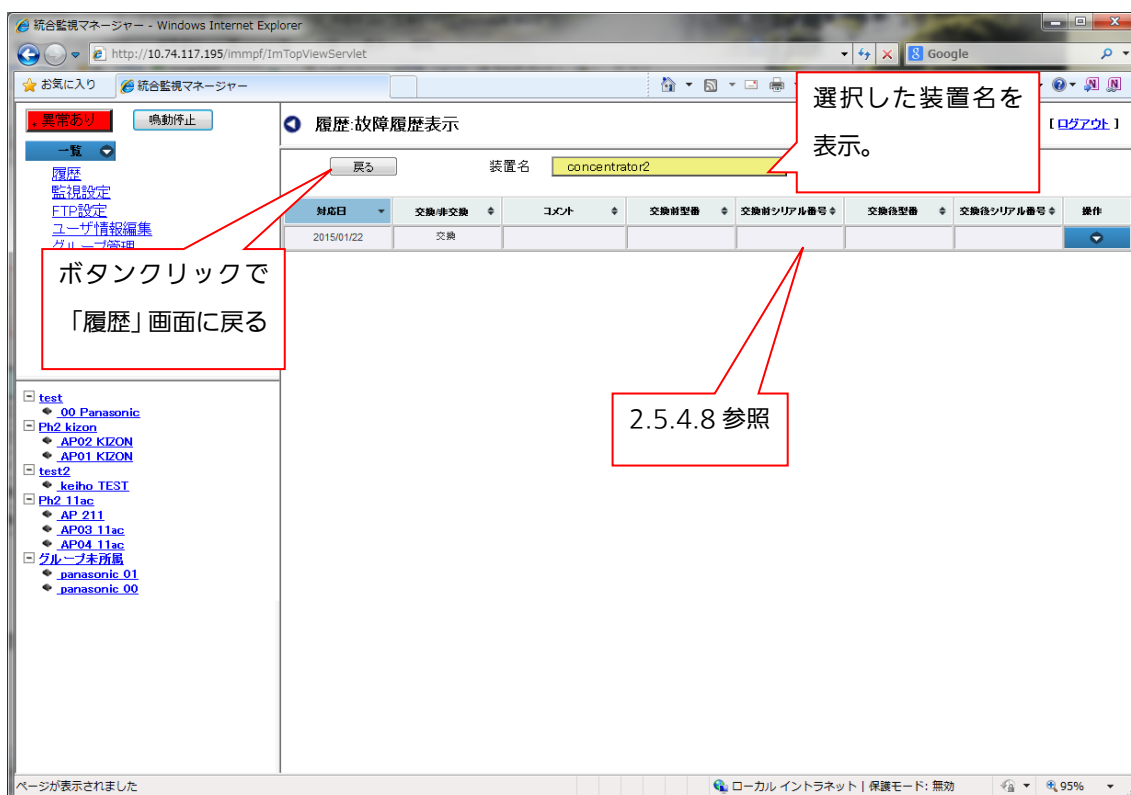 統合監視マネージャー - Windows Internet Explorer
http://10.74.117.195/immpf/ImTopViewServlet
Google
お気に入り
統合監視マネージャー
選択した装置名を
表示。
異常あり
鳴動停止
履歴:故障履歴表示
[ログアウト]
一覧
戻る
装置名
concentrator2
履歴
監視設定
FTP設定
ユーザ情報編集
グループ管理
対応日
交換/非交換
コメント
交換前型番
交換前シリアル番号
交換後型番
交換後シリアル番号
操作
2015/01/22
交換
ボタンクリックで
「履歴」画面に戻る
2.5.4.8 参照
test
00 Panasonic
Ph2 kizon
AP02 KIZON
AP01 KIZON
test2
keiho TEST
Ph2 11ac
AP 211
AP03 11ac
AP04 11ac
グループ未所属
panasonic 01
panasonic 00
ページが表示されました
ローカル イントラネット | 保護モード: 無効
95%